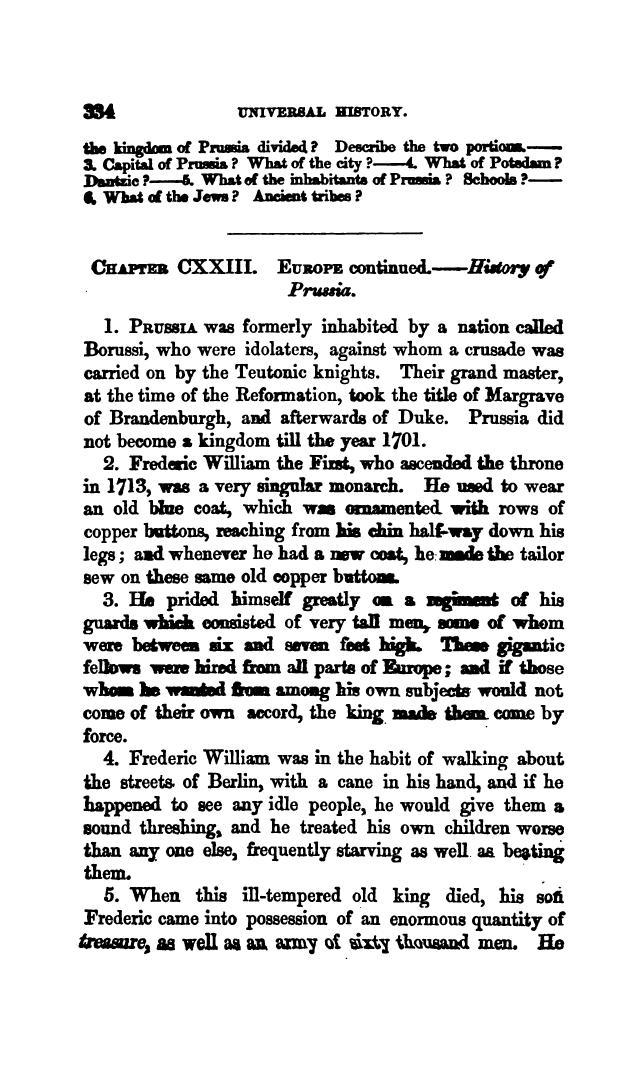 334 UNIVERSAL HISTORY.
the kingdom of Prussia divided? Describe the two portions.——
3. Capital of Prussia? What of the city?——4. What of Potsdam?
Dantzic?——5. What of the inhabitants of Prussia? Schools?——
6. What of the Jews? Ancient tribes?
CHAPTER CXXIII. EUROPE continued.——History of
Prussia.
1. PRUSSIA was formerly inhabited by a nation called
Borussi, who were idolaters, against whom a crusade was
carried on by the Teutonic knights. Their grand master,
at the time of the Reformation, took the title of Margrave
of Brandenburgh, and afterwards of Duke. Prussia did
not become a kingdom till the year 1701.
2. Frederic William the First, who ascended the throne
in 1713, was a very singular monarch. He used to wear
an old blue coat, which was ornamented with rows of
copper buttons, reaching from his chin half-way down his
legs; and whenever he had a new coat, he made the tailor
sew on these same old copper buttons.
3. He prided himself greatly on a regiment of his
guards which consisted of very tall men, some of whom
were between six and seven feet high. These gigantic
fellows were hired from all parts of Europe; and if those
whom he wanted from among his own subjects would not
come of their own accord, the king made them come by
force.
4. Frederic William was in the habit of walking about
the streets of Berlin, with a cane in his hand, and if he
happened to see any idle people, he would give them a
sound threshing, and he treated his own children worse
than any one else, frequently starving as well as beating
them.
5. When this ill-tempered old king died, his son
Frederic came into possession of an enormous quantity of
treasure, as well as an army of sixty thousand men. He